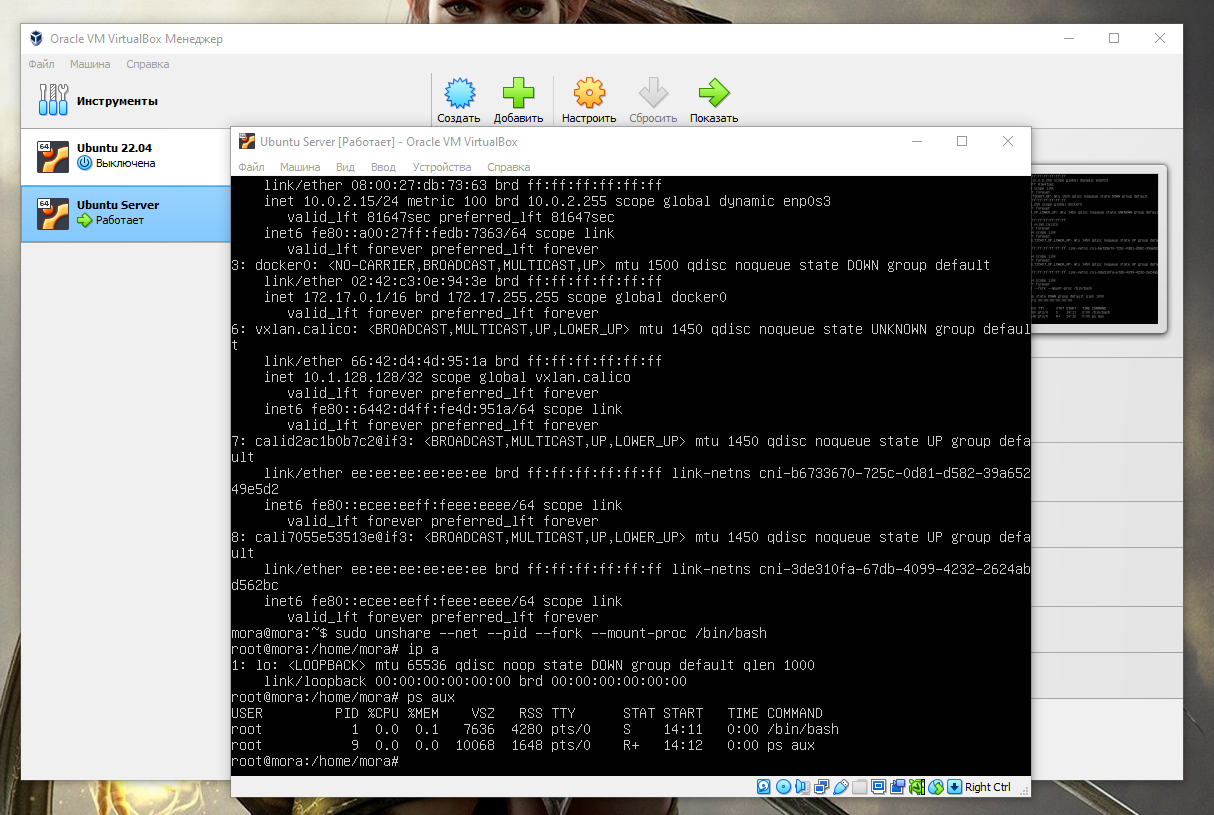 Oracle VM VirtualBox Менеджер
Файл Машина Справка
Инструменты
Создать Добавить Настроить Сбросить Показать
64
Ubuntu 22.04
Выключена
64
Ubuntu Server
Работает
Ubuntu Server [Работает] - Oracle VM VirtualBox
Файл Машина Вид Ввод Устройства Справка
link/ether 08:00:27:db:73:63 brd ff:ff:ff:ff:ff:ff
inet 10.0.2.15/24 metric 100 brd 10.0.2.255 scope global dynamic enp0s3
valid_lft 81647sec preferred_lft 81647sec
inet6 fe80::a00:27ff:fedb:7363/64 scope link
valid_lft forever preferred_lft forever
3: docker0: <NO-CARRIER,BROADCAST,MULTICAST,UP> mtu 1500 qdisc noqueue state DOWN group default
link/ether 02:42:c3:0e:94:3e brd ff:ff:ff:ff:ff:ff
inet 172.17.0.1/16 brd 172.17.255.255 scope global docker0
valid_lft forever preferred_lft forever
6: vxlan.calico: <BROADCAST,MULTICAST,UP,LOWER_UP> mtu 1450 qdisc noqueue state UNKNOWN group defaul
t
link/ether 66:42:d4:4d:95:1a brd ff:ff:ff:ff:ff:ff
inet 10.1.128.128/32 scope global vxlan.calico
valid_lft forever preferred_lft forever
inet6 fe80::6442:d4ff:fe4d:951a/64 scope link
valid_lft forever preferred_lft forever
7: calid2ac1b0b7c2@if3: <BROADCAST,MULTICAST,UP,LOWER_UP> mtu 1450 qdisc noqueue state UP group defa
ult
link/ether ee:ee:ee:ee:ee:ee brd ff:ff:ff:ff:ff:ff link-netns cni-b6733670-725c-0d81-d582-39a652
49e5d2
inet6 fe80::ecee:eeff:feee:eeee/64 scope link
valid_lft forever preferred_lft forever
8: cali7055e53513e@if3: <BROADCAST,MULTICAST,UP,LOWER_UP> mtu 1450 qdisc noqueue state UP group defa
ult
link/ether ee:ee:ee:ee:ee:ee brd ff:ff:ff:ff:ff:ff link-netns cni-3de310fa-67db-4099-4232-2624ab
d562bc
inet6 fe80::ecee:eeff:feee:eeee/64 scope link
valid_lft forever preferred_lft forever
mora@mora:~$ sudo unshare --net --pid --fork --mount-proc /bin/bash
root@mora:/home/mora# ip a
1: lo: <LOOPBACK> mtu 65536 qdisc noop state DOWN group default qlen 1000
link/loopback 00:00:00:00:00:00 brd 00:00:00:00:00:00
root@mora:/home/mora# ps aux
USER PID %CPU %MEM VSZ RSS TTY STAT START TIME COMMAND
root 1 0.0 0.1 7636 4280 pts/0 S 14:11 0:00 /bin/bash
root 9 0.0 0.0 10068 1648 pts/0 R+ 14:12 0:00 ps aux
root@mora:/home/mora#
Right Ctrl